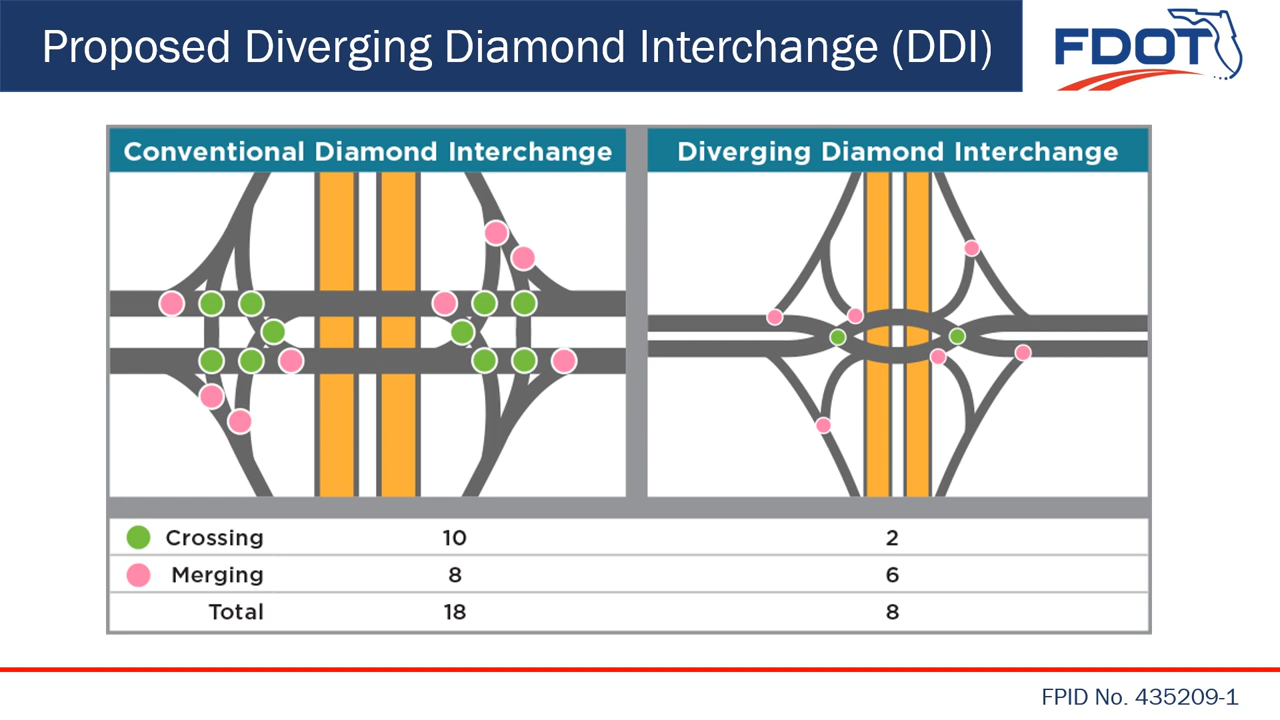 Proposed Diverging Diamond Interchange (DDI)
FDOT
Conventional Diamond Interchange
Diverging Diamond Interchange
Crossing 10 2
Merging 8 6
Total 18 8
FPID No. 435209-1